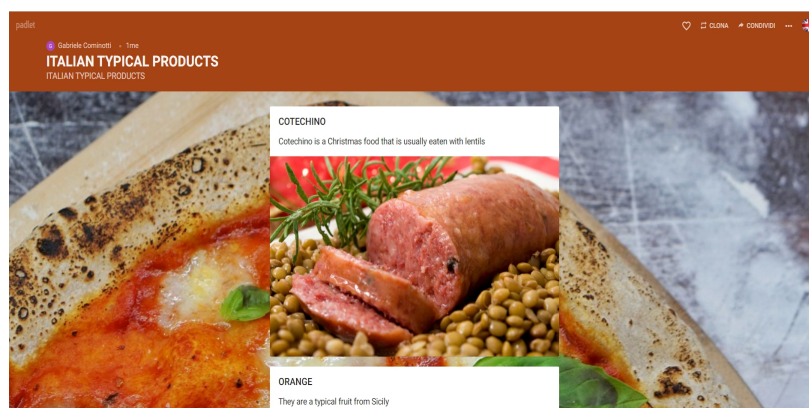 padlet
CLONA
CONDIVIDI
G Gabriele Cominotti • 1me
ITALIAN TYPICAL PRODUCTS
ITALIAN TYPICAL PRODUCTS
COTECHINO
Cotechino is a Christmas food that is usually eaten with lentils
ORANGE
They are a typical fruit from Sicily